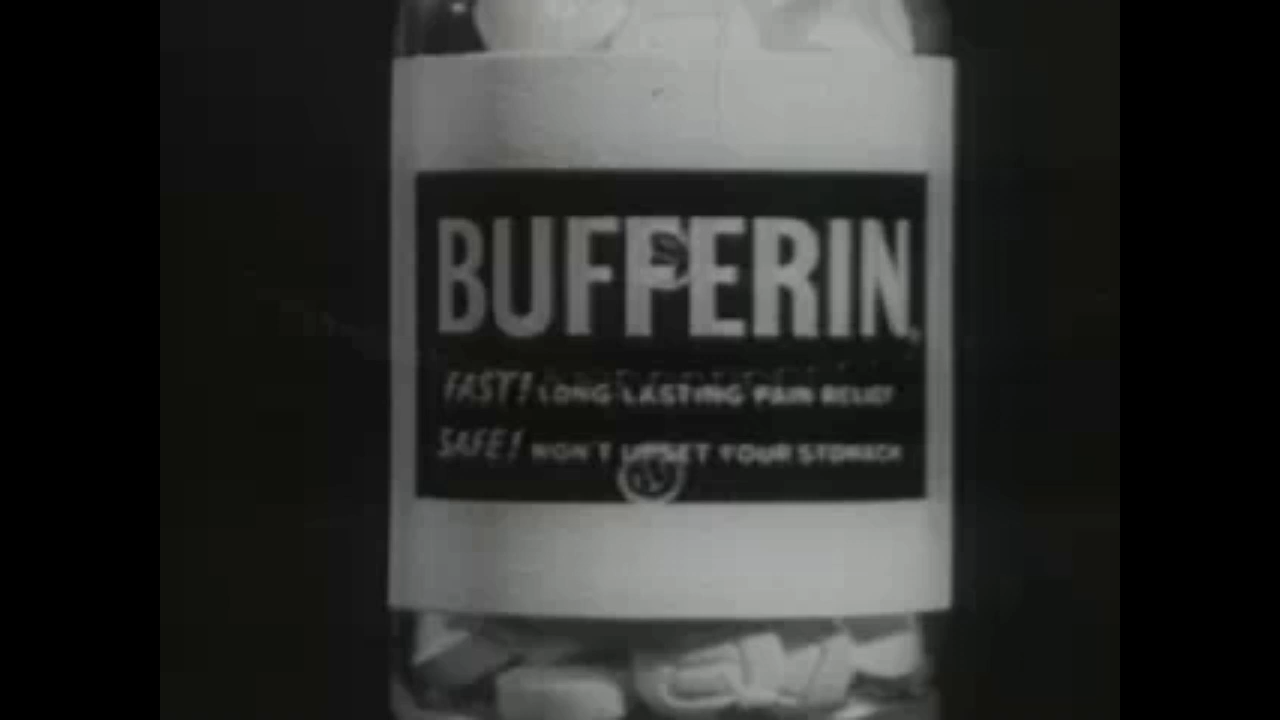 BUFFERIN
FAST! LONG LASTING PAIN RELIEF
SAFE! WON'T UPSET YOUR STOMACH